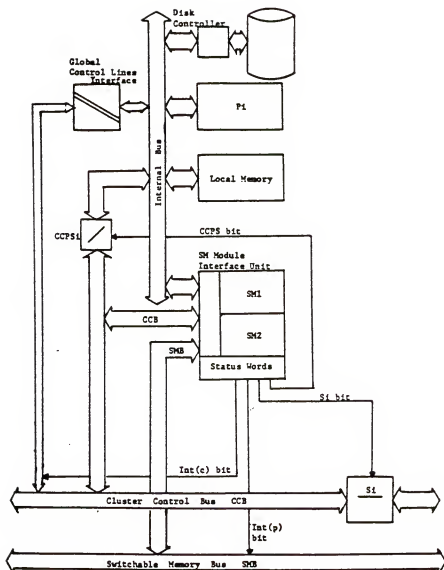 Disk
Controller
Global
Control Lines
Interface
Pi
Internal Bus
Local Memory
CCPSi
CCPS bit
SM Module
Interface Unit
SM1
CCB
SM2
SMB
Status Words
Si bit
Int(c) bit
Si
Cluster Control Bus CCB
Int(p)
bit
Switchable Memory Bus SMB